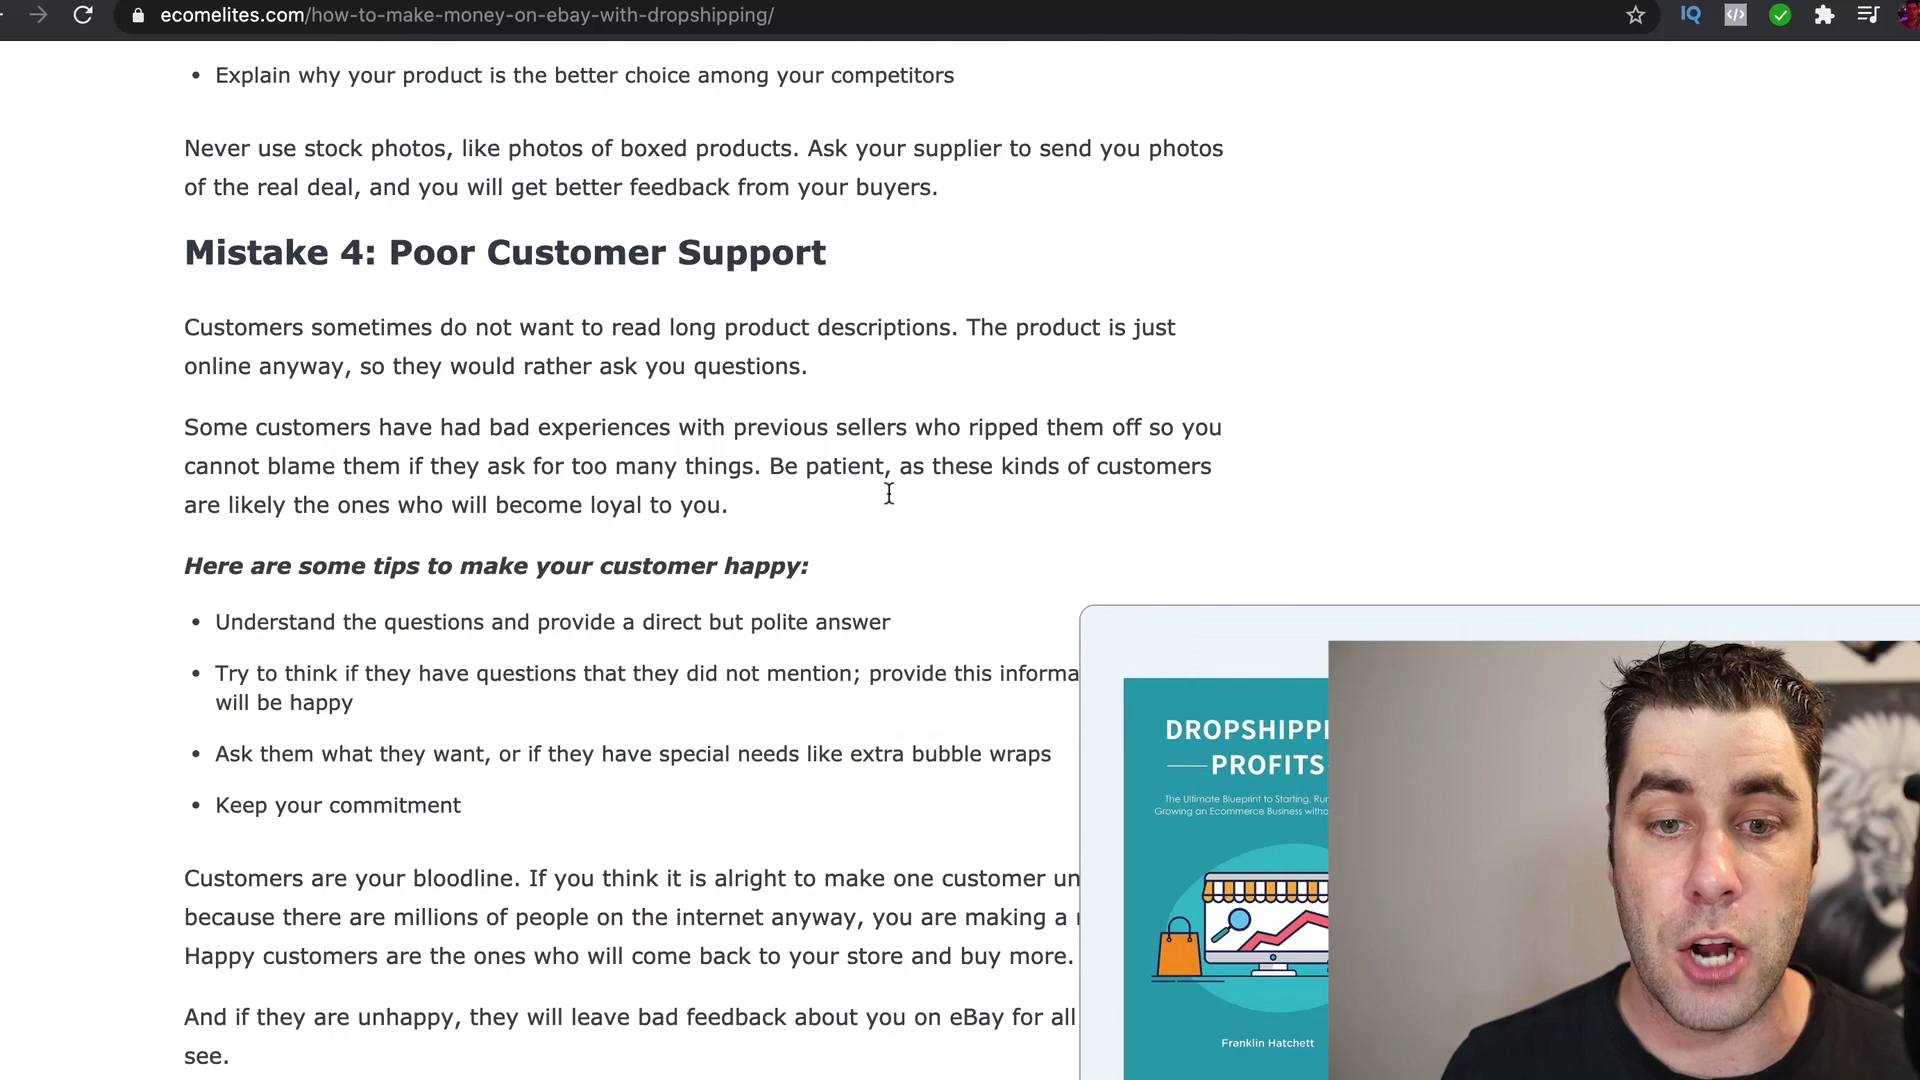 ecomelites.com/how-to-make-money-on-ebay-with-dropshipping/
IQ
</>
• Explain why your product is the better choice among your competitors
Never use stock photos, like photos of boxed products. Ask your supplier to send you photos
of the real deal, and you will get better feedback from your buyers.
Mistake 4: Poor Customer Support
Customers sometimes do not want to read long product descriptions. The product is just
online anyway, so they would rather ask you questions.
Some customers have had bad experiences with previous sellers who ripped them off so you
cannot blame them if they ask for too many things. Be patient, as these kinds of customers
are likely the ones who will become loyal to you.
Here are some tips to make your customer happy:
• Understand the questions and provide a direct but polite answer
• Try to think if they have questions that they did not mention; provide this informa
will be happy
• Ask them what they want, or if they have special needs like extra bubble wraps
• Keep your commitment
Customers are your bloodline. If you think it is alright to make one customer un
because there are millions of people on the internet anyway, you are making a
Happy customers are the ones who will come back to your store and buy more.
And if they are unhappy, they will leave bad feedback about you on eBay for all
see.
DROPSHIPPI
PROFITS
The Ultimate Blueprint to Starting, Ru
Growing an Ecommerce Business witho
Franklin Hatchett